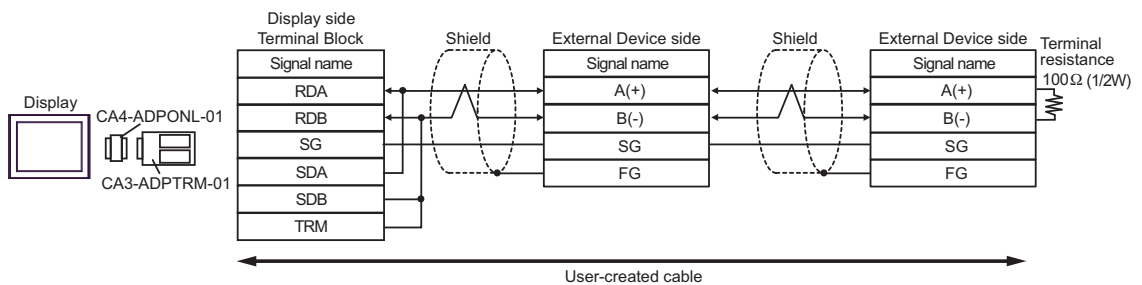 Display
CA4-ADPONL-01
CA3-ADPTRM-01
Display side
Terminal Block
Signal name
RDA
RDB
SG
SDA
SDB
TRM
Shield
External Device side
Signal name
A(+)
B(-)
SG
FG
Shield
External Device side
Signal name
A(+)
B(-)
SG
FG
Terminal
resistance
100Ω (1/2W)
User-created cable